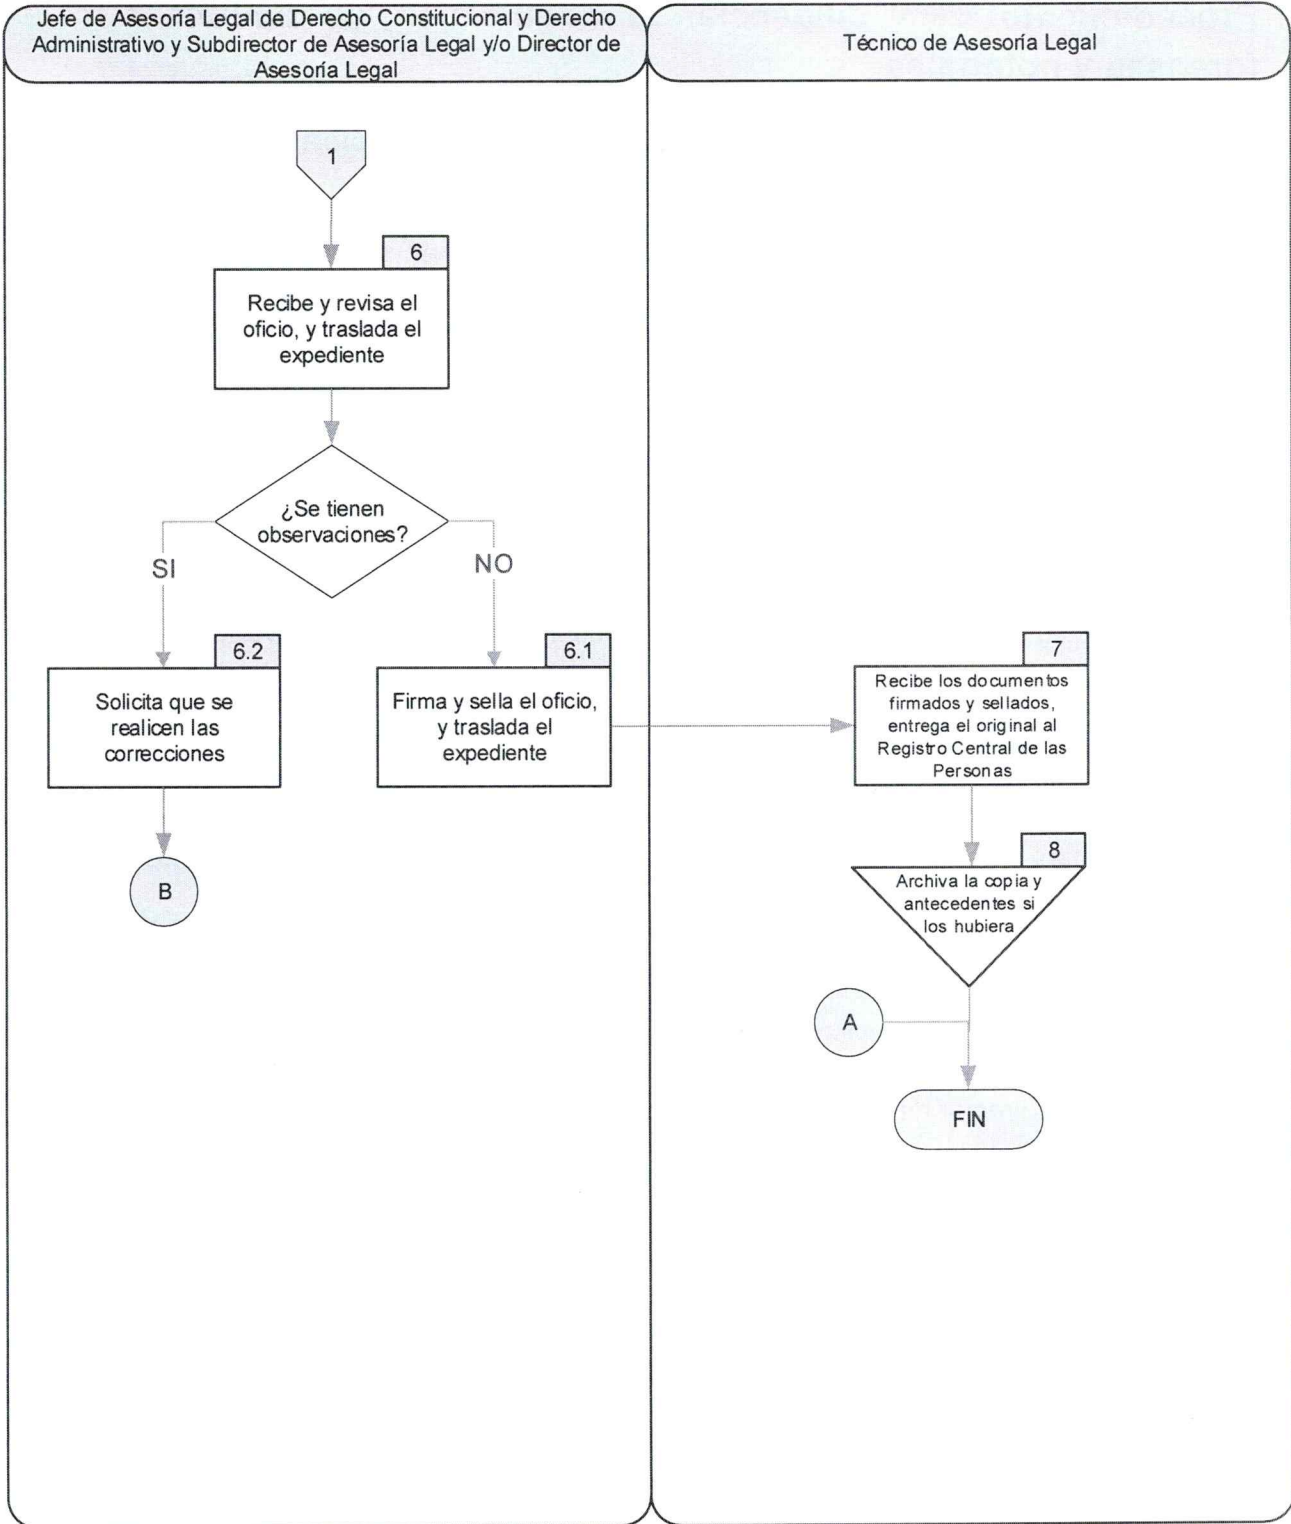 Jefe de Asesoría Legal de Derecho Constitucional y Derecho
Administrativo y Subdirector de Asesoría Legal y/o Director de
Asesoría Legal
Técnico de Asesoría Legal
1
6
Recibe y revisa el
oficio, y traslada el
expediente
¿Se tienen
observaciones?
SI
NO
6.2
Solicita que se
realicen las
correcciones
6.1
Firma y sella el oficio,
y traslada el
expediente
7
Recibe los documentos
firmados y sellados,
entrega el original al
Registro Central de las
Personas
B
8
Archiva la copia y
antecedentes si
los hubiera
A
FIN